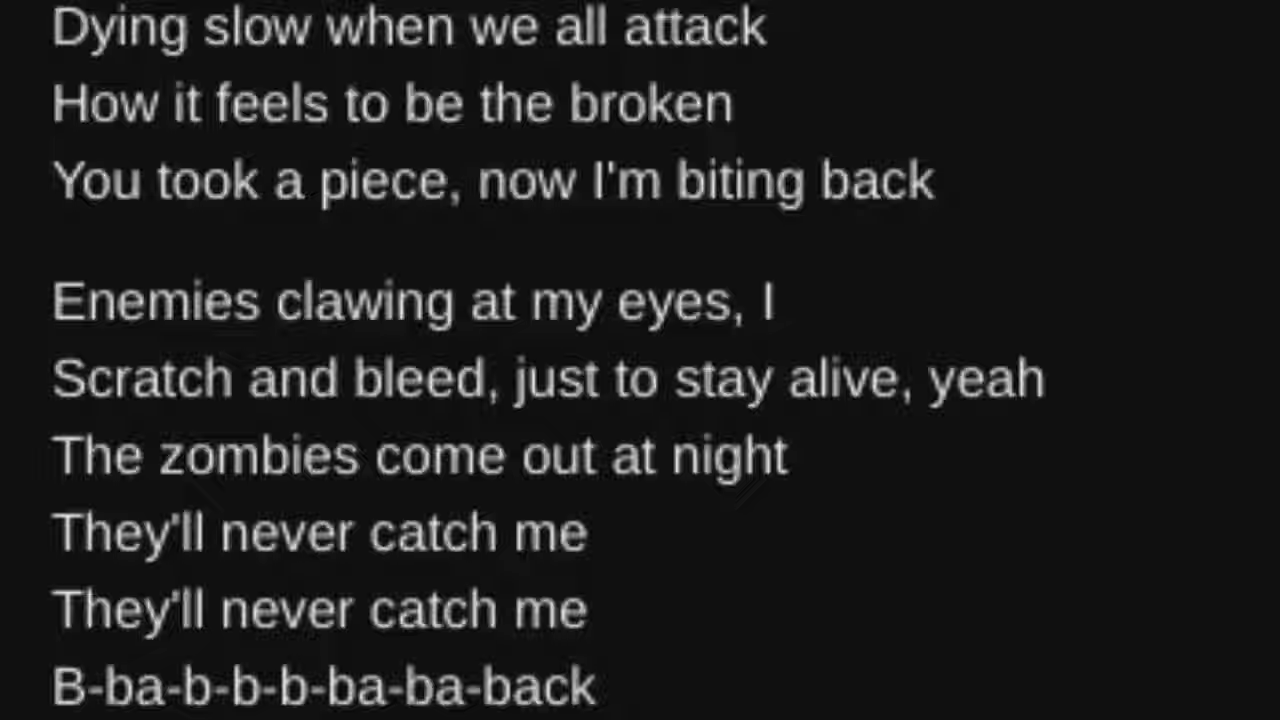 Dying slow when we all attack
How it feels to be the broken
You took a piece, now I'm biting back
Enemies clawing at my eyes, I
Scratch and bleed, just to stay alive, yeah
The zombies come out at night
They'll never catch me
They'll never catch me
B-ba-b-b-b-ba-ba-back